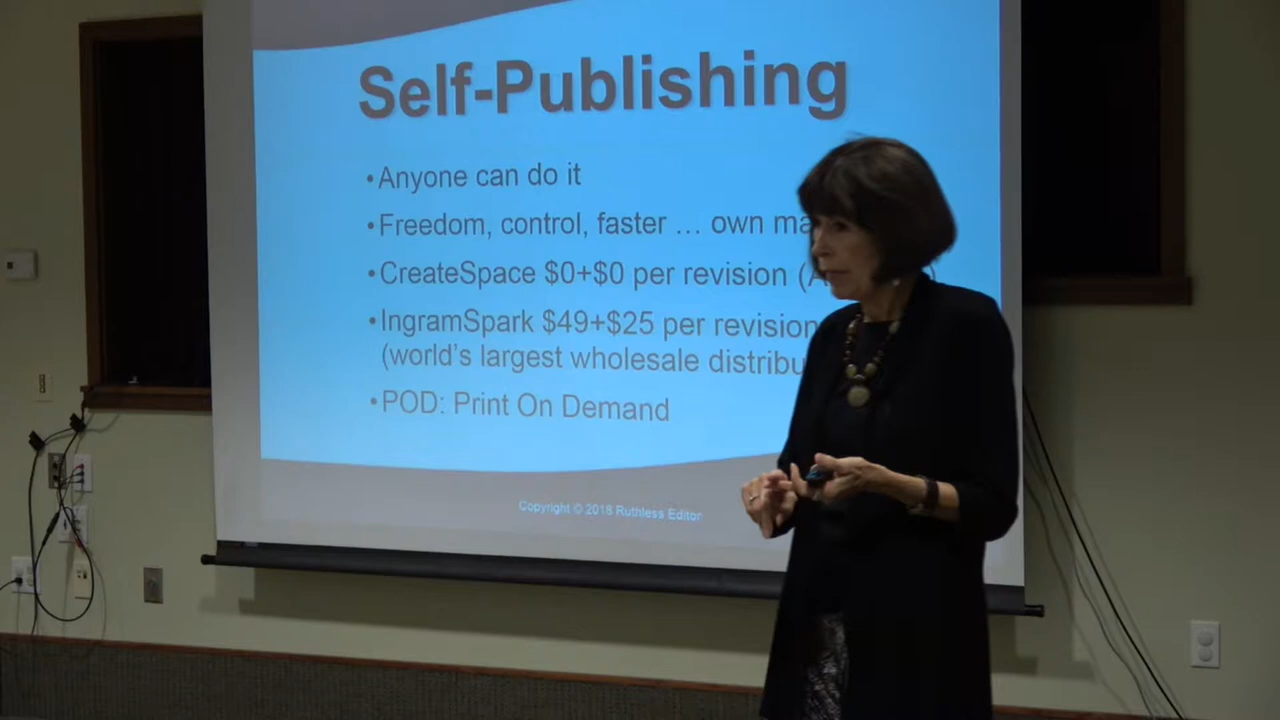 Self-Publishing
•Anyone can do it
•Freedom, control, faster … own
•CreateSpace $0+$0 per revision
•IngramSpark $49+$25 per revision
(world's largest wholesale
•POD: Print On Demand
Copyright © 2018 Ruthless Editor